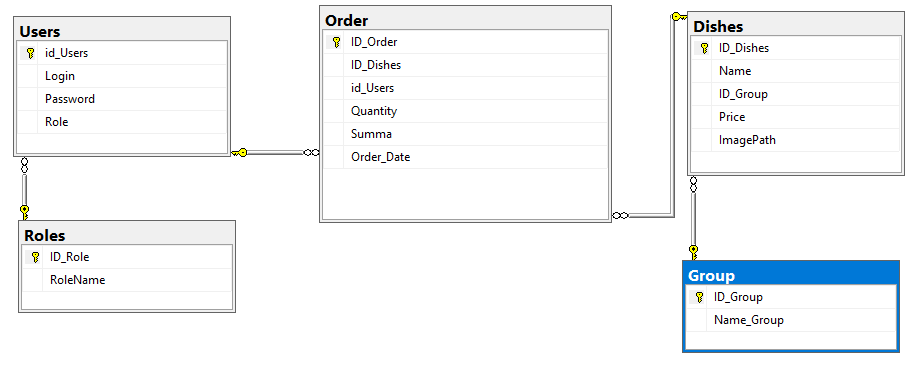 Users
id_Users
Login
Password
Role
Order
ID_Order
ID_Dishes
id_Users
Quantity
Summa
Order_Date
Dishes
ID_Dishes
Name
ID_Group
Price
ImagePath
Roles
ID_Role
RoleName
Group
ID_Group
Name_Group